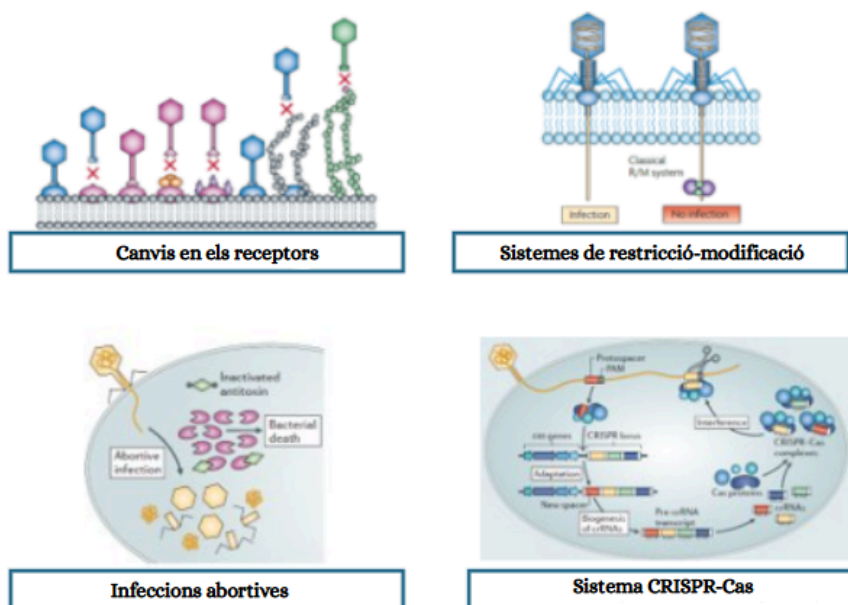 Classical
R/M system
Infection
No infection
Canvis en els receptors
Sistemes de restricció-modificació
Inactivated
antitoxin
Bacterial
death
Abortive
infection
Infeccions abortives
Protospacer
PAM
Interference
cas genes
CRISPR locus
CRISPR-Cas
complexes
Adaptation
Cas proteins
New spacer
crRNAs
Biogenesis
of crRNAs
Pre-crRNA
transcript
Sistema CRISPR-Cas